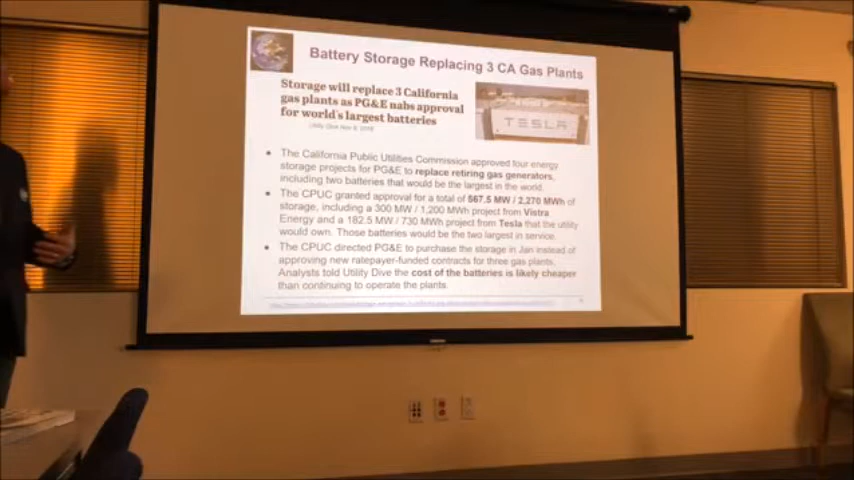 Battery Storage Replacing 3 CA Gas Plants
Storage will replace 3 California
gas plants as PG&E nabs approval
for world's largest batteries
TESLA
• The California Public Utilities Commission approved four energy
storage projects for PG&E to replace retiring gas generators,
including two batteries that would be the largest in the world.
• The CPUC granted approval for a total of 567.5 MW / 2,270 MWh of
storage, including a 300 MW / 1,200 MWh project from Vistra
Energy and a 182.5 MW / 730 MWh project from Tesla that the utility
would own. Those batteries would be the two largest in service.
• The CPUC directed PG&E to purchase the storage in Jan instead of
approving new ratepayer-funded contracts for three gas plants.
Analysts told Utility Dive the cost of the batteries is likely cheaper
than continuing to operate the plants.